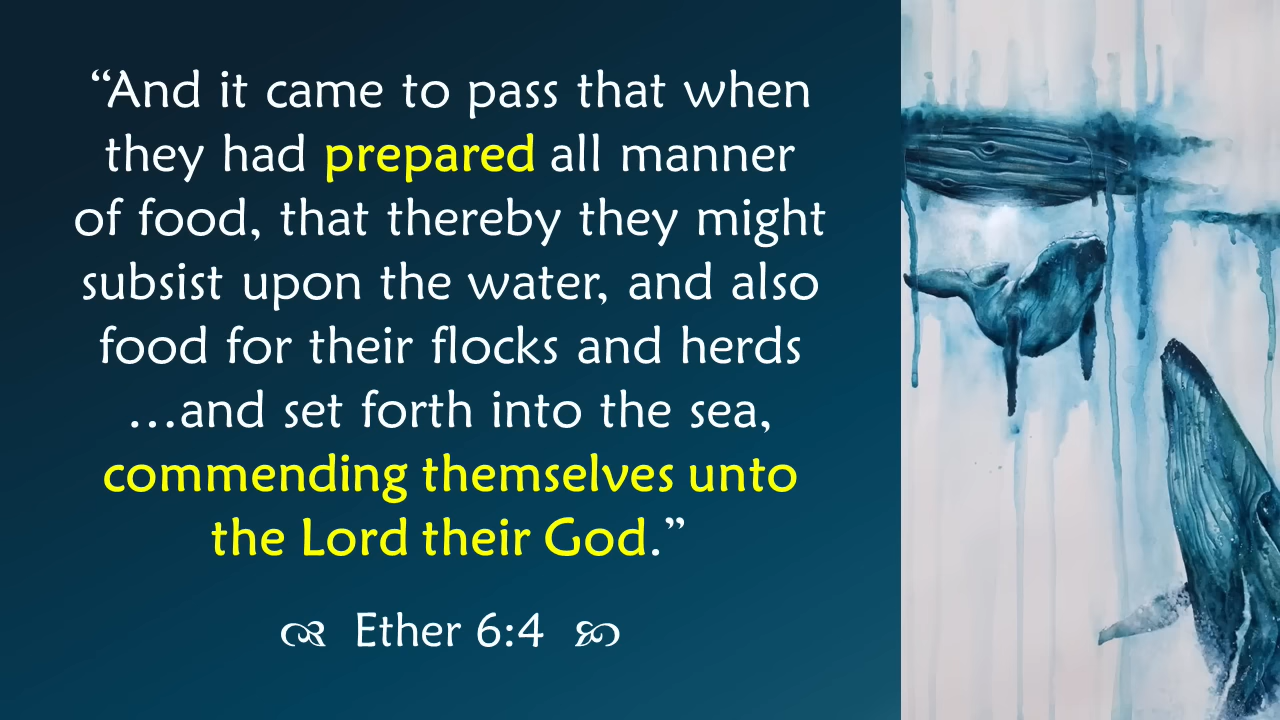 “And it came to pass that when
they had prepared all manner
of food, that thereby they might
subsist upon the water, and also
food for their flocks and herds
…and set forth into the sea,
commending themselves unto
the Lord their God.”
Ether 6:4